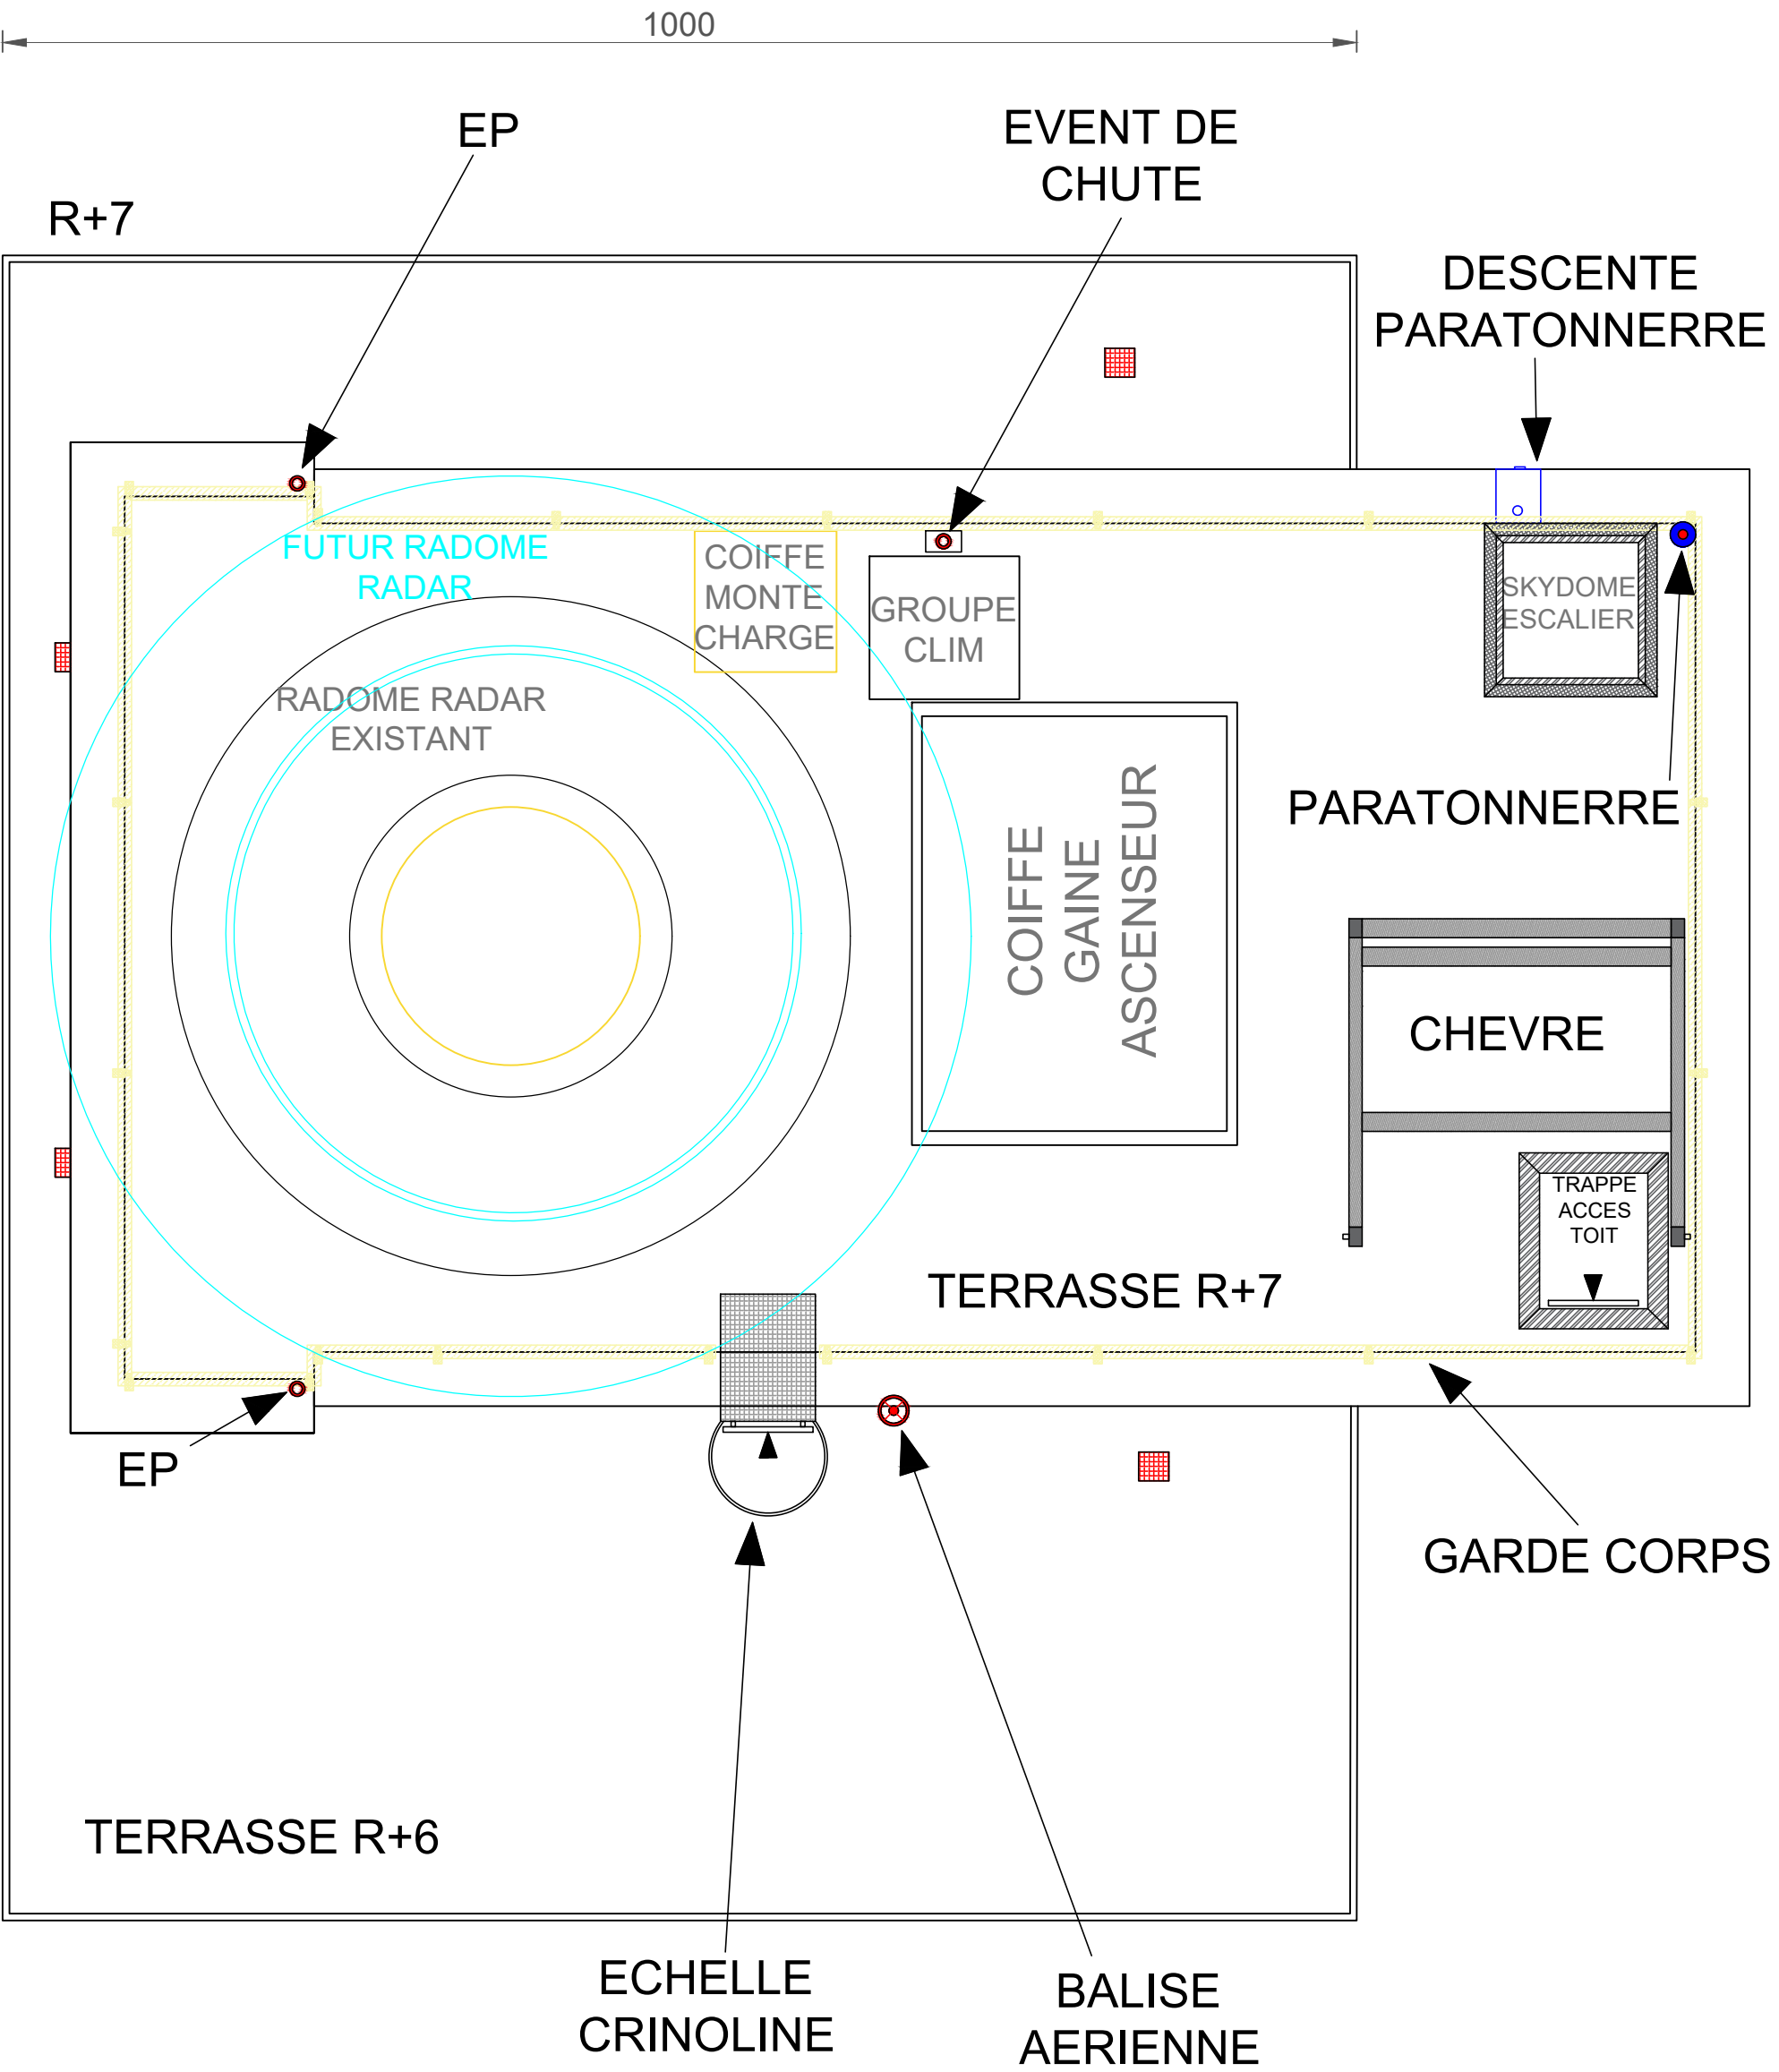 1000
EP
EVENT DE
CHUTE
R+7
DESCENTE
PARATONNERRE
FUTUR RADOME
RADAR
COIFFE
MONTE
CHARGE
GROUPE
CLIM
SKYDOME
ESCALIER
RADOME RADAR
EXISTANT
PARATONNERRE
COIFFE
GAINE
ASCENSEUR
CHEVRE
TRAPPE
ACCES
TOIT
TERRASSE R+7
EP
GARDE CORPS
TERRASSE R+6
ECHELLE
CRINOLINE
BALISE
AERIENNE